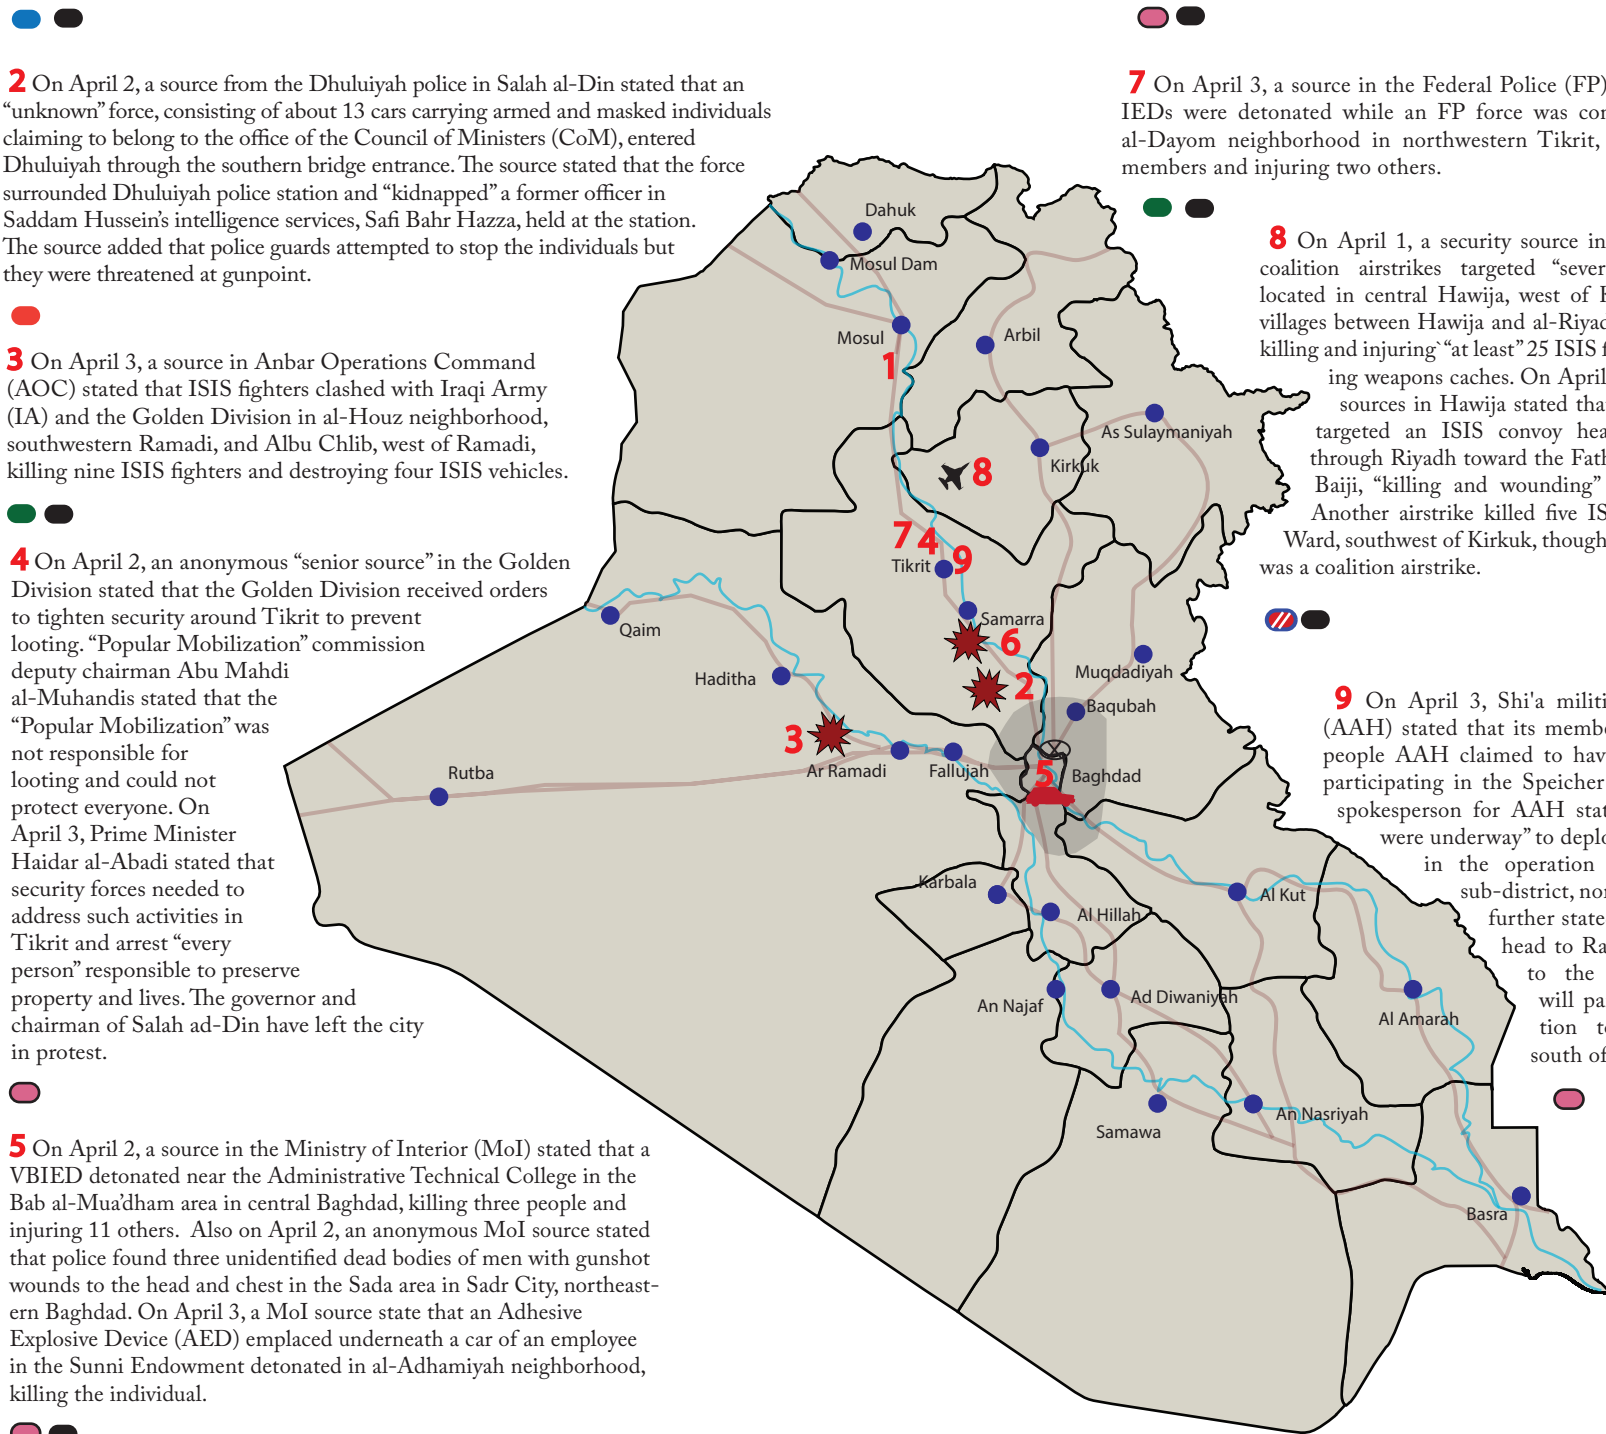 2 On April 2, a source from the Dhuluiyah police in Salah al-Din stated that an
“unknown” force, consisting of about 13 cars carrying armed and masked individuals
claiming to belong to the office of the Council of Ministers (CoM), entered
Dhuluiyah through the southern bridge entrance. The source stated that the force
surrounded Dhuluiyah police station and “kidnapped” a former officer in
Saddam Hussein’s intelligence services, Safi Bahr Hazza, held at the station.
The source added that police guards attempted to stop the individuals but
they were threatened at gunpoint.
3 On April 3, a source in Anbar Operations Command
(AOC) stated that ISIS fighters clashed with Iraqi Army
(IA) and the Golden Division in al-Houz neighborhood,
southwestern Ramadi, and Albu Chlib, west of Ramadi,
killing nine ISIS fighters and destroying four ISIS vehicles.
4 On April 2, an anonymous “senior source” in the Golden
Division stated that the Golden Division received orders
to tighten security around Tikrit to prevent
looting. “Popular Mobilization” commission
deputy chairman Abu Mahdi
al-Muhandis stated that the
“Popular Mobilization” was
not responsible for
looting and could not
protect everyone. On
April 3, Prime Minister
Haidar al-Abadi stated that
security forces needed to
address such activities in
Tikrit and arrest “every
person” responsible to preserve
property and lives. The governor and
chairman of Salah ad-Din have left the city
in protest.
5 On April 2, a source in the Ministry of Interior (MoI) stated that a
VBIED detonated near the Administrative Technical College in the
Bab al-Mua’dham area in central Baghdad, killing three people and
injuring 11 others. Also on April 2, an anonymous MoI source stated
that police found three unidentified dead bodies of men with gunshot
wounds to the head and chest in the Sada area in Sadr City, northeast-
ern Baghdad. On April 3, a MoI source state that an Adhesive
Explosive Device (AED) emplaced underneath a car of an employee
in the Sunni Endowment detonated in al-Adhamiyah neighborhood,
killing the individual.
7 On April 3, a source in the Federal Police (FP)
IEDs were detonated while an FP force was con
al-Dayom neighborhood in northwestern Tikrit,
members and injuring two others.
8 On April 1, a security source in
coalition airstrikes targeted “sever
located in central Hawija, west of
villages between Hawija and al-Riyad
killing and injuring`“at least” 25 ISIS f
ing weapons caches. On April
sources in Hawija stated tha
targeted an ISIS convoy hea
through Riyadh toward the Fath
Baiji, “killing and wounding”
Another airstrike killed five IS
Ward, southwest of Kirkuk, though
was a coalition airstrike.
9 On April 3, Shi'a militi
(AAH) stated that its membe
people AAH claimed to hav
participating in the Speicher
spokesperson for AAH stat
were underway” to deplo
in the operation
sub-district, nor
further state
head to Ra
to the
will pa
tion t
south of
Dahuk
Mosul Dam
Mosul
1
Arbil
As Sulaymaniyah
Kirkuk
8
7 4
9
Tikrit
Samarra
6
2
Qaim
Haditha
Muqdadiyah
Baqubah
3
Ar Ramadi
Fallujah
5
Baghdad
Rutba
Karbala
Al Hillah
Al Kut
An Najaf
Ad Diwaniyah
Al Amarah
Samawa
An Nasriyah
Basra